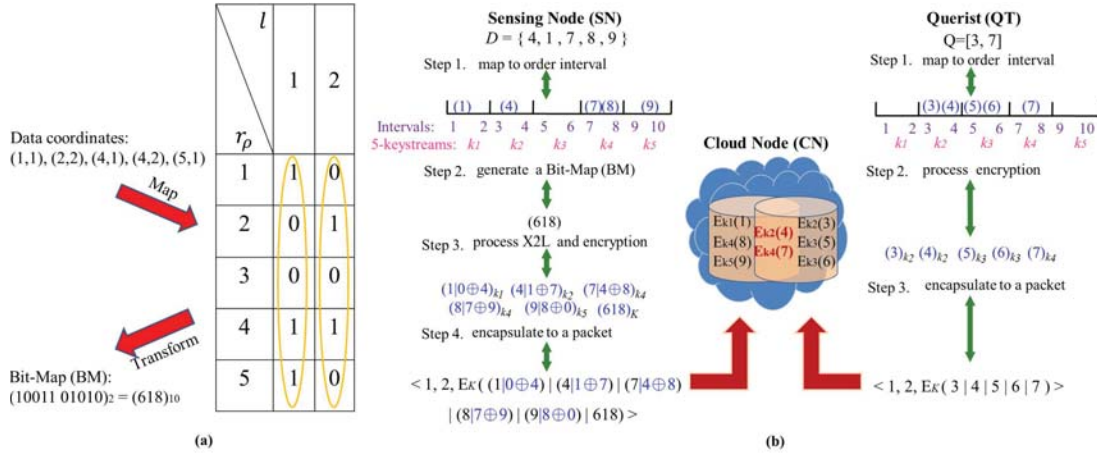 l
r_ρ
1 2
Data coordinates:
(1,1), (2,2), (4,1), (4,2), (5,1)
Map
1 1 0
2 0 1
3 0 0
4 1 1
5 1 0
Transform
Bit-Map (BM):
(10011 01010)₂ = (618)₁₀
(a)
Sensing Node (SN)
D = { 4, 1 , 7 , 8 , 9 }
Step 1. map to order interval
(1) (4) (7)(8) (9)
Intervals: 1 2 3 4 5 6 7 8 9 10
5-keystreams: k1 k2 k3 k4 k5
Step 2. generate a Bit-Map (BM)
(618)
Step 3. process X2L and encryption
(1|0⊕4)k1 (4|1⊕7)k2 (7|4⊕8)k4
(8|7⊕9)k4 (9|8⊕0)k5 (618)K
Step 4. encapsulate to a packet
< 1, 2, EK( (1|0⊕4) | (4|1⊕7) | (7|4⊕8)
| (8|7⊕9) | (9|8⊕0) | 618) >
Cloud Node (CN)
Ek1(1)
Ek4(8)
Ek5(9)
Ek2(4)
Ek4(7)
Ek2(3)
Ek3(5)
Ek3(6)
Querist (QT)
Q=[3, 7]
Step 1. map to order interval
(3)(4) (5)(6) (7)
1 2 3 4 5 6 7 8 9 10
k1 k2 k3 k4 k5
Step 2. process encryption
(3)k2 (4)k2 (5)k3 (6)k3 (7)k4
Step 3. encapsulate to a packet
< 1, 2, EK( 3 | 4 | 5 | 6 | 7 ) >
(b)